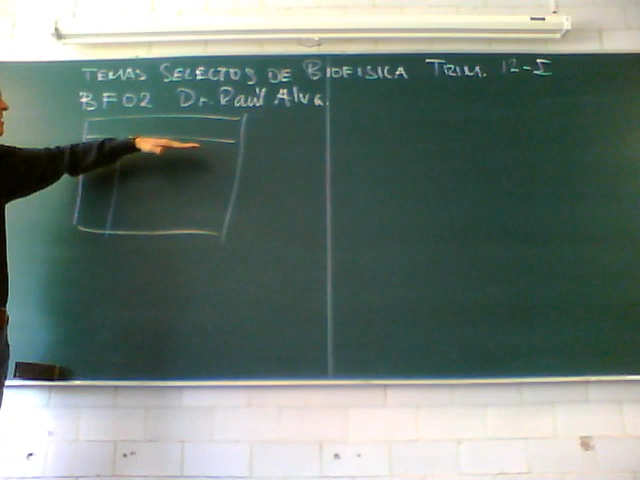 TEMAS SELECTOS DE BIOFISICA TRIM. 12-I
BF02 Dr. Raúl Alva.